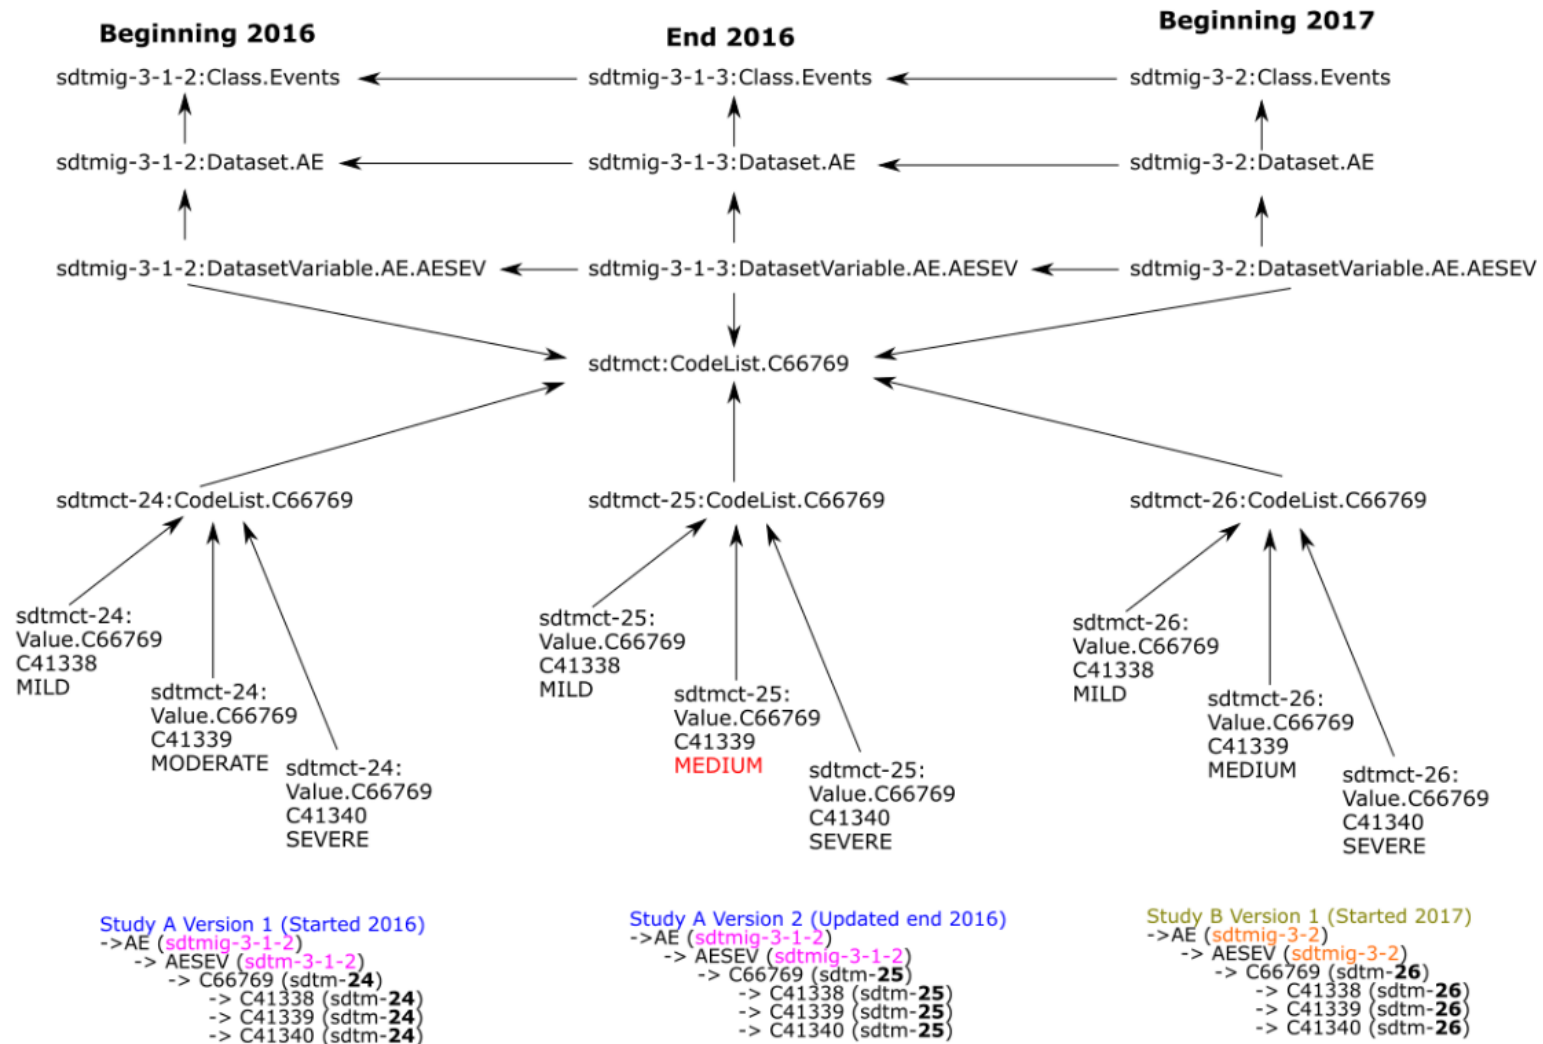 Beginning 2016
End 2016
Beginning 2017
sdtmig-3-1-2:Class.Events
sdtmig-3-1-3:Class.Events
sdtmig-3-2:Class.Events
sdtmig-3-1-2:Dataset.AE
sdtmig-3-1-3:Dataset.AE
sdtmig-3-2:Dataset.AE
sdtmig-3-1-2:DatasetVariable.AE.AESEV
sdtmig-3-1-3:DatasetVariable.AE.AESEV
sdtmig-3-2:DatasetVariable.AE.AESEV
sdtmct:CodeList.C66769
sdtmct-24:CodeList.C66769
sdtmct-25:CodeList.C66769
sdtmct-26:CodeList.C66769
sdtmct-24:
Value.C66769
C41338
MILD
sdtmct-24:
Value.C66769
C41339
MODERATE
sdtmct-24:
Value.C66769
C41340
SEVERE
sdtmct-25:
Value.C66769
C41338
MILD
sdtmct-25:
Value.C66769
C41339
MEDIUM
sdtmct-25:
Value.C66769
C41340
SEVERE
sdtmct-26:
Value.C66769
C41338
MILD
sdtmct-26:
Value.C66769
C41339
MEDIUM
sdtmct-26:
Value.C66769
C41340
SEVERE
Study A Version 1 (Started 2016)
->AE (sdtmig-3-1-2)
-> AESEV (sdtm-3-1-2)
-> C66769 (sdtm-24)
-> C41338 (sdtm-24)
-> C41339 (sdtm-24)
-> C41340 (sdtm-24)
Study A Version 2 (Updated end 2016)
->AE (sdtmig-3-1-2)
-> AESEV (sdtmig-3-1-2)
-> C66769 (sdtm-25)
-> C41338 (sdtm-25)
-> C41339 (sdtm-25)
-> C41340 (sdtm-25)
Study B Version 1 (Started 2017)
->AE (sdtmig-3-2)
-> AESEV (sdtmig-3-2)
-> C66769 (sdtm-26)
-> C41338 (sdtm-26)
-> C41339 (sdtm-26)
-> C41340 (sdtm-26)